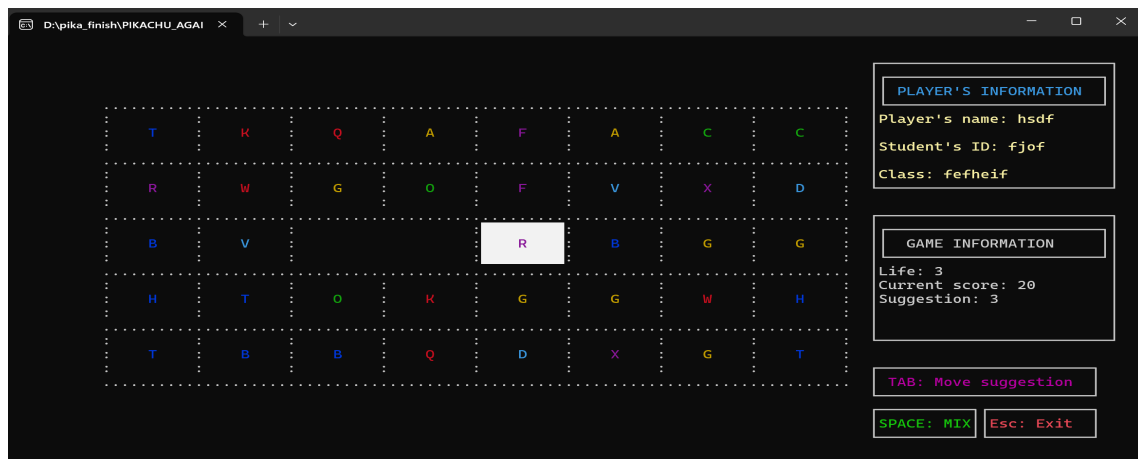 D:\pika_finish\PIKACHU_AGAI
PLAYER'S INFORMATION
Player's name: hsdf
Student's ID: fjof
Class: fefheif
T K Q A F A C C
R W G O F V X D
B V R B G G
H T O K G G W H
T B B Q D X G T
GAME INFORMATION
Life: 3
Current score: 20
Suggestion: 3
TAB: Move suggestion
SPACE: MIX
Esc: Exit